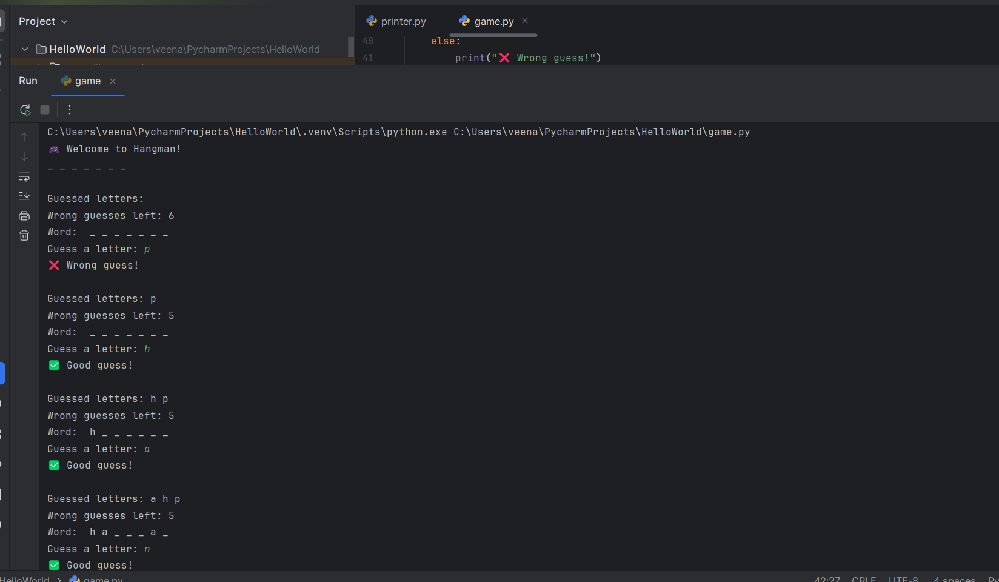 Project
printer.py
game.py
HelloWorld C:\Users\veena\PycharmProjects\HelloWorld
40 else:
41 print("❌ Wrong guess!")
Run
game
C:\Users\veena\PycharmProjects\HelloWorld\.venv\Scripts\python.exe C:\Users\veena\PycharmProjects\HelloWorld\game.py
🎮 Welcome to Hangman!
_ _ _ _ _ _ _
Guessed letters:
Wrong guesses left: 6
Word:  _ _ _ _ _ _ _
Guess a letter: p
❌ Wrong guess!
Guessed letters: p
Wrong guesses left: 5
Word:  _ _ _ _ _ _ _
Guess a letter: h
✅ Good guess!
Guessed letters: h p
Wrong guesses left: 5
Word:  h _ _ _ _ _ _
Guess a letter: a
✅ Good guess!
Guessed letters: a h p
Wrong guesses left: 5
Word:  h a _ _ _ a _
Guess a letter: n
✅ Good guess!
HelloWorld > game.py
42:27 CRLF UTF-8 4 spaces